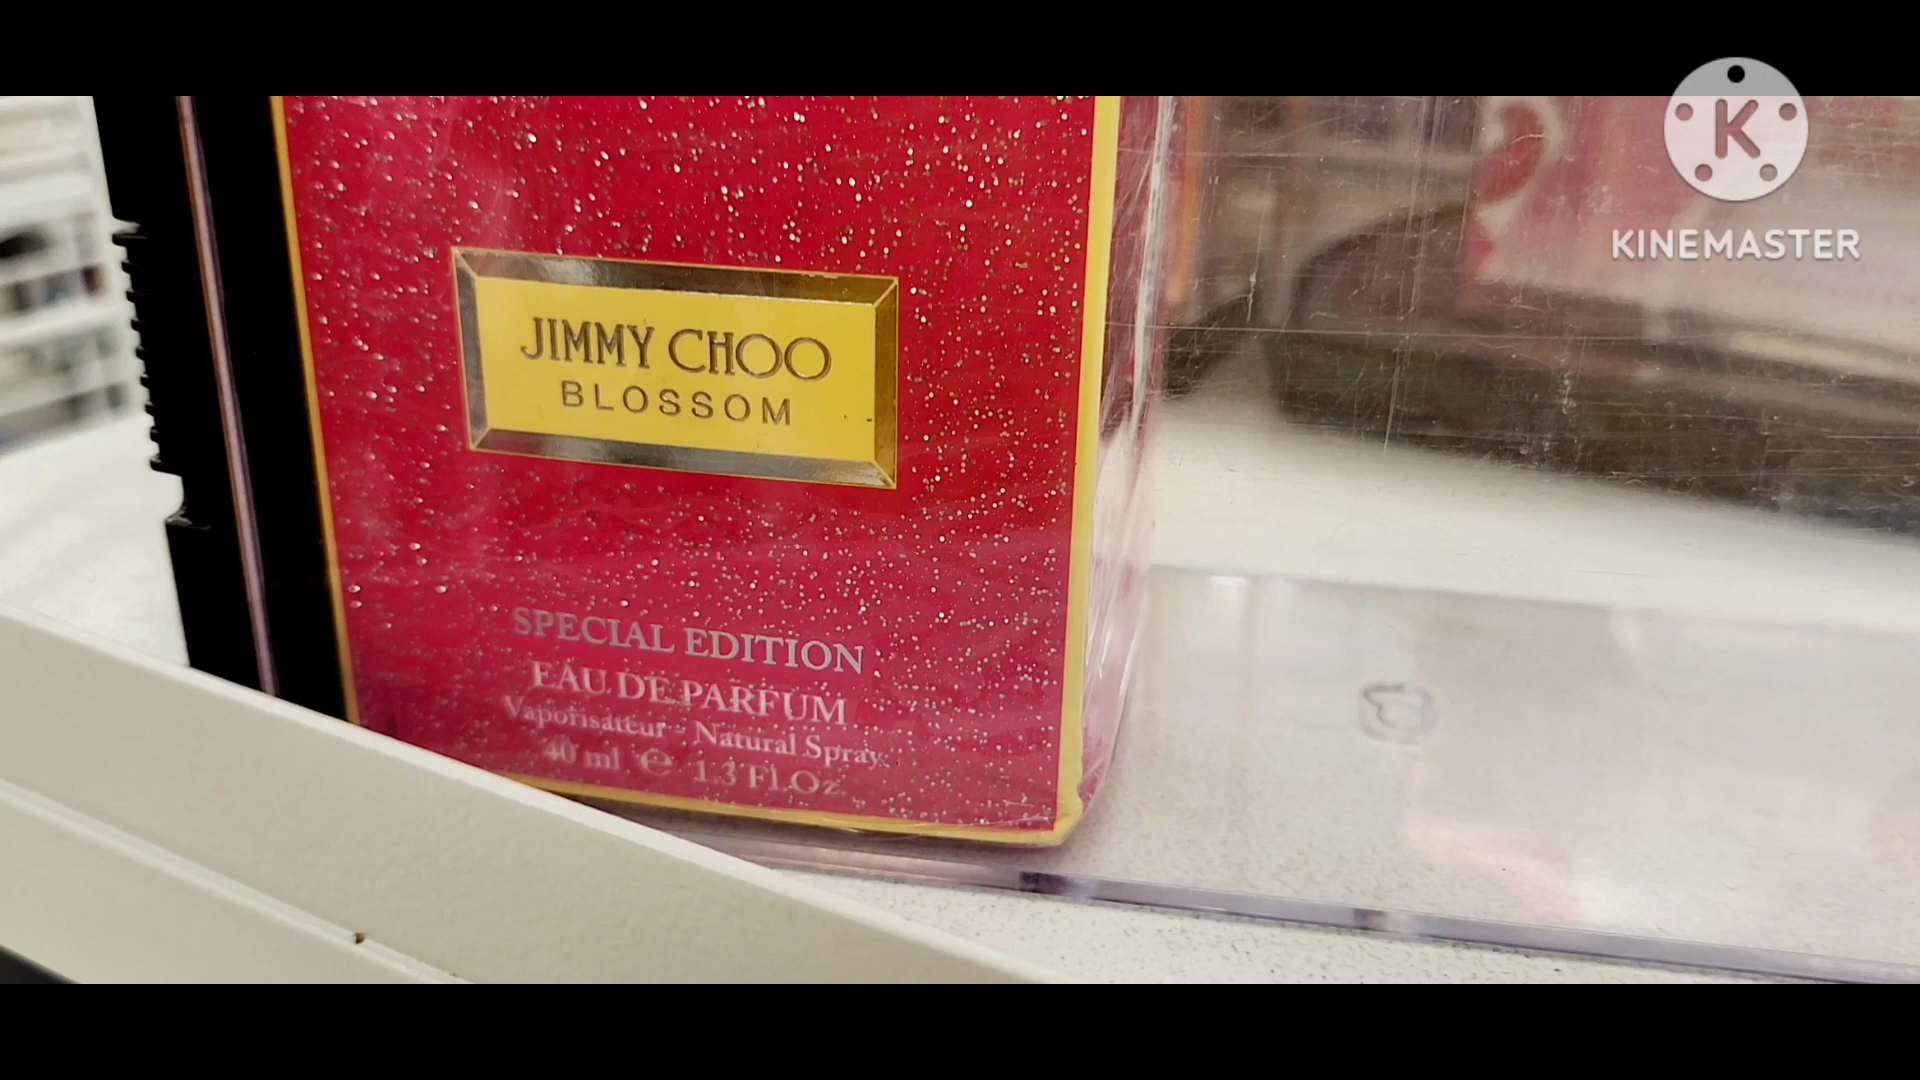 K
KINEMASTER
JIMMY CHOO
BLOSSOM
SPECIAL EDITION
EAU DE PARFUM
Vaporisateur - Natural Spray
40 ml ℮ 1.3 Fl.Oz.